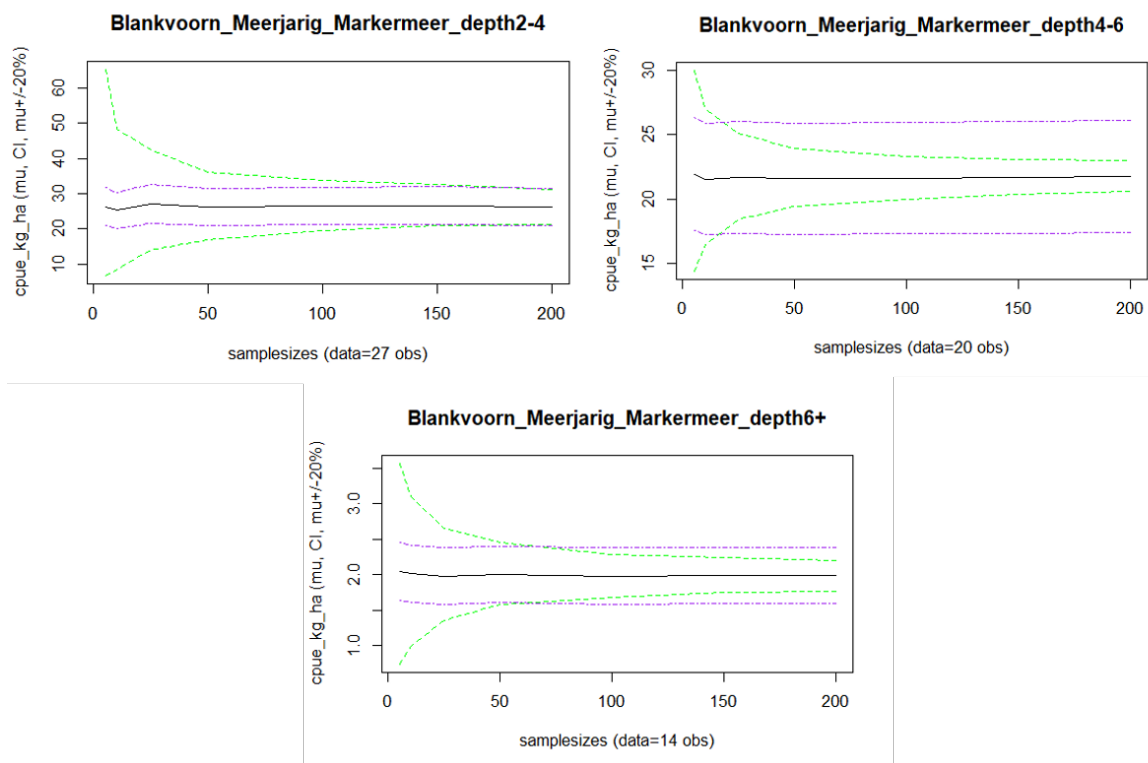 Blankvoorn_Meerjarig_Markermeer_depth2-4
cpue_kg_ha (mu, CI, mu+/-20%)
60
50
40
30
20
10
0 50 100 150 200
samplesizes (data=27 obs)
Blankvoorn_Meerjarig_Markermeer_depth4-6
cpue_kg_ha (mu, CI, mu+/-20%)
30
25
20
15
0 50 100 150 200
samplesizes (data=20 obs)
Blankvoorn_Meerjarig_Markermeer_depth6+
cpue_kg_ha (mu, CI, mu+/-20%)
3.0
2.0
1.0
0 50 100 150 200
samplesizes (data=14 obs)